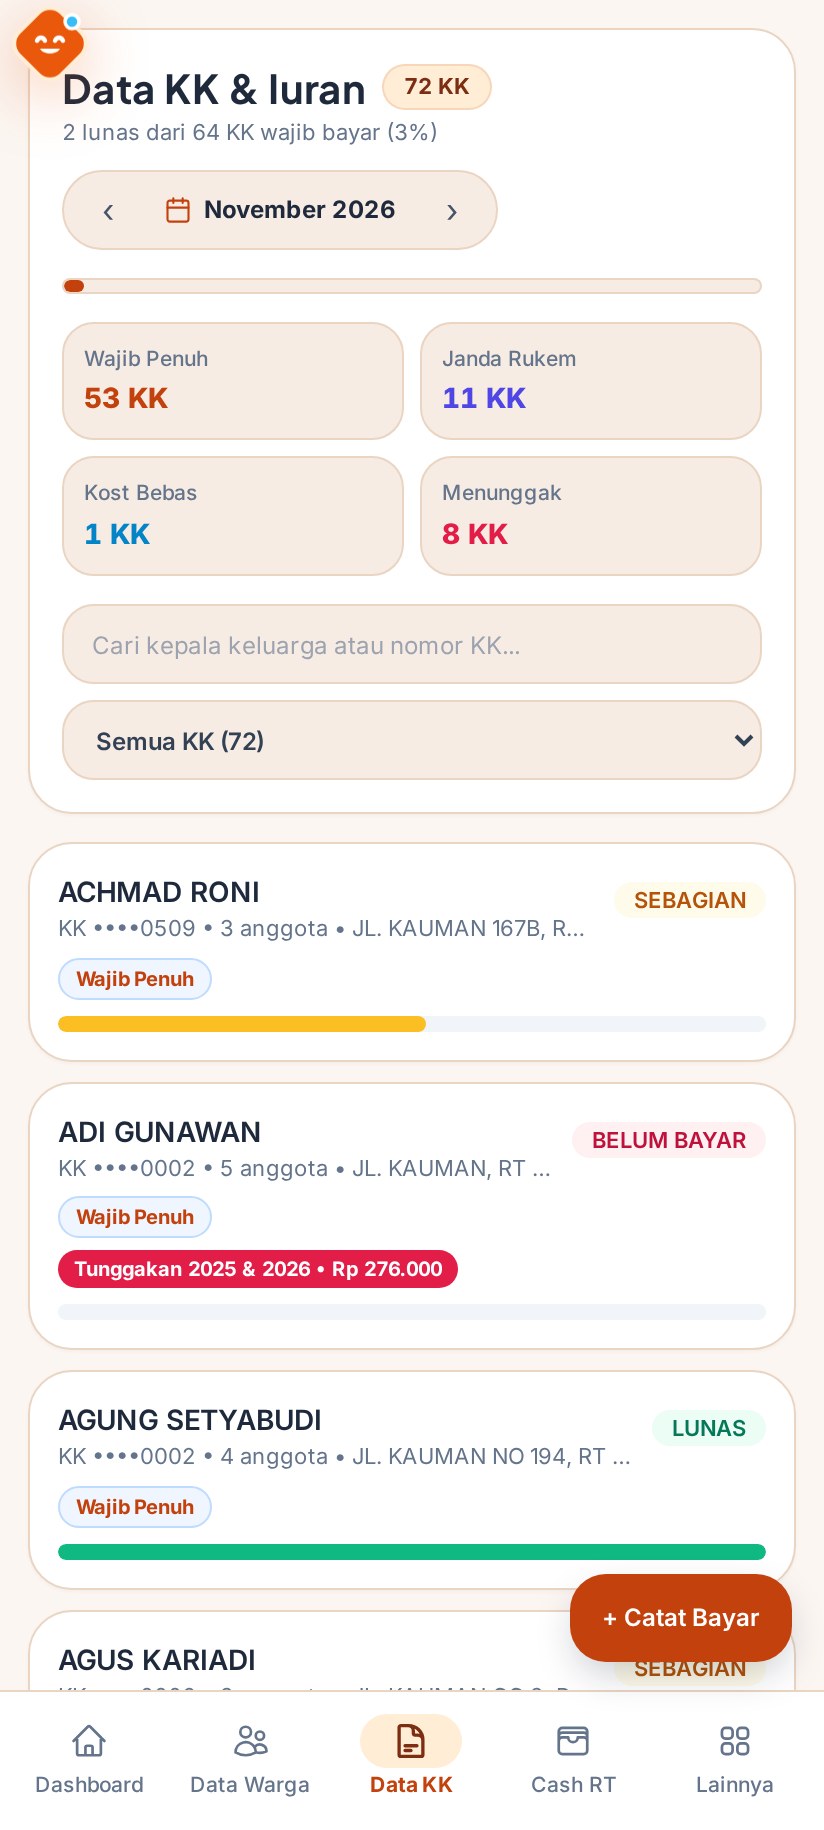 Data KK & Iuran
72 KK
2 lunas dari 64 KK wajib bayar (3%)
‹ November 2026 ›
Wajib Penuh
53 KK
Janda Rukem
11 KK
Kost Bebas
1 KK
Menunggak
8 KK
Cari kepala keluarga atau nomor KK...
Semua KK (72)
ACHMAD RONI
SEBAGIAN
KK ••••0509 • 3 anggota • JL. KAUMAN 167B, R...
Wajib Penuh
ADI GUNAWAN
BELUM BAYAR
KK ••••0002 • 5 anggota • JL. KAUMAN, RT ...
Wajib Penuh
Tunggakan 2025 & 2026 • Rp 276.000
AGUNG SETYABUDI
LUNAS
KK ••••0002 • 4 anggota • JL. KAUMAN NO 194, RT ...
Wajib Penuh
+ Catat Bayar
AGUS KARIADI
SEBAGIAN
Dashboard
Data Warga
Data KK
Cash RT
Lainnya